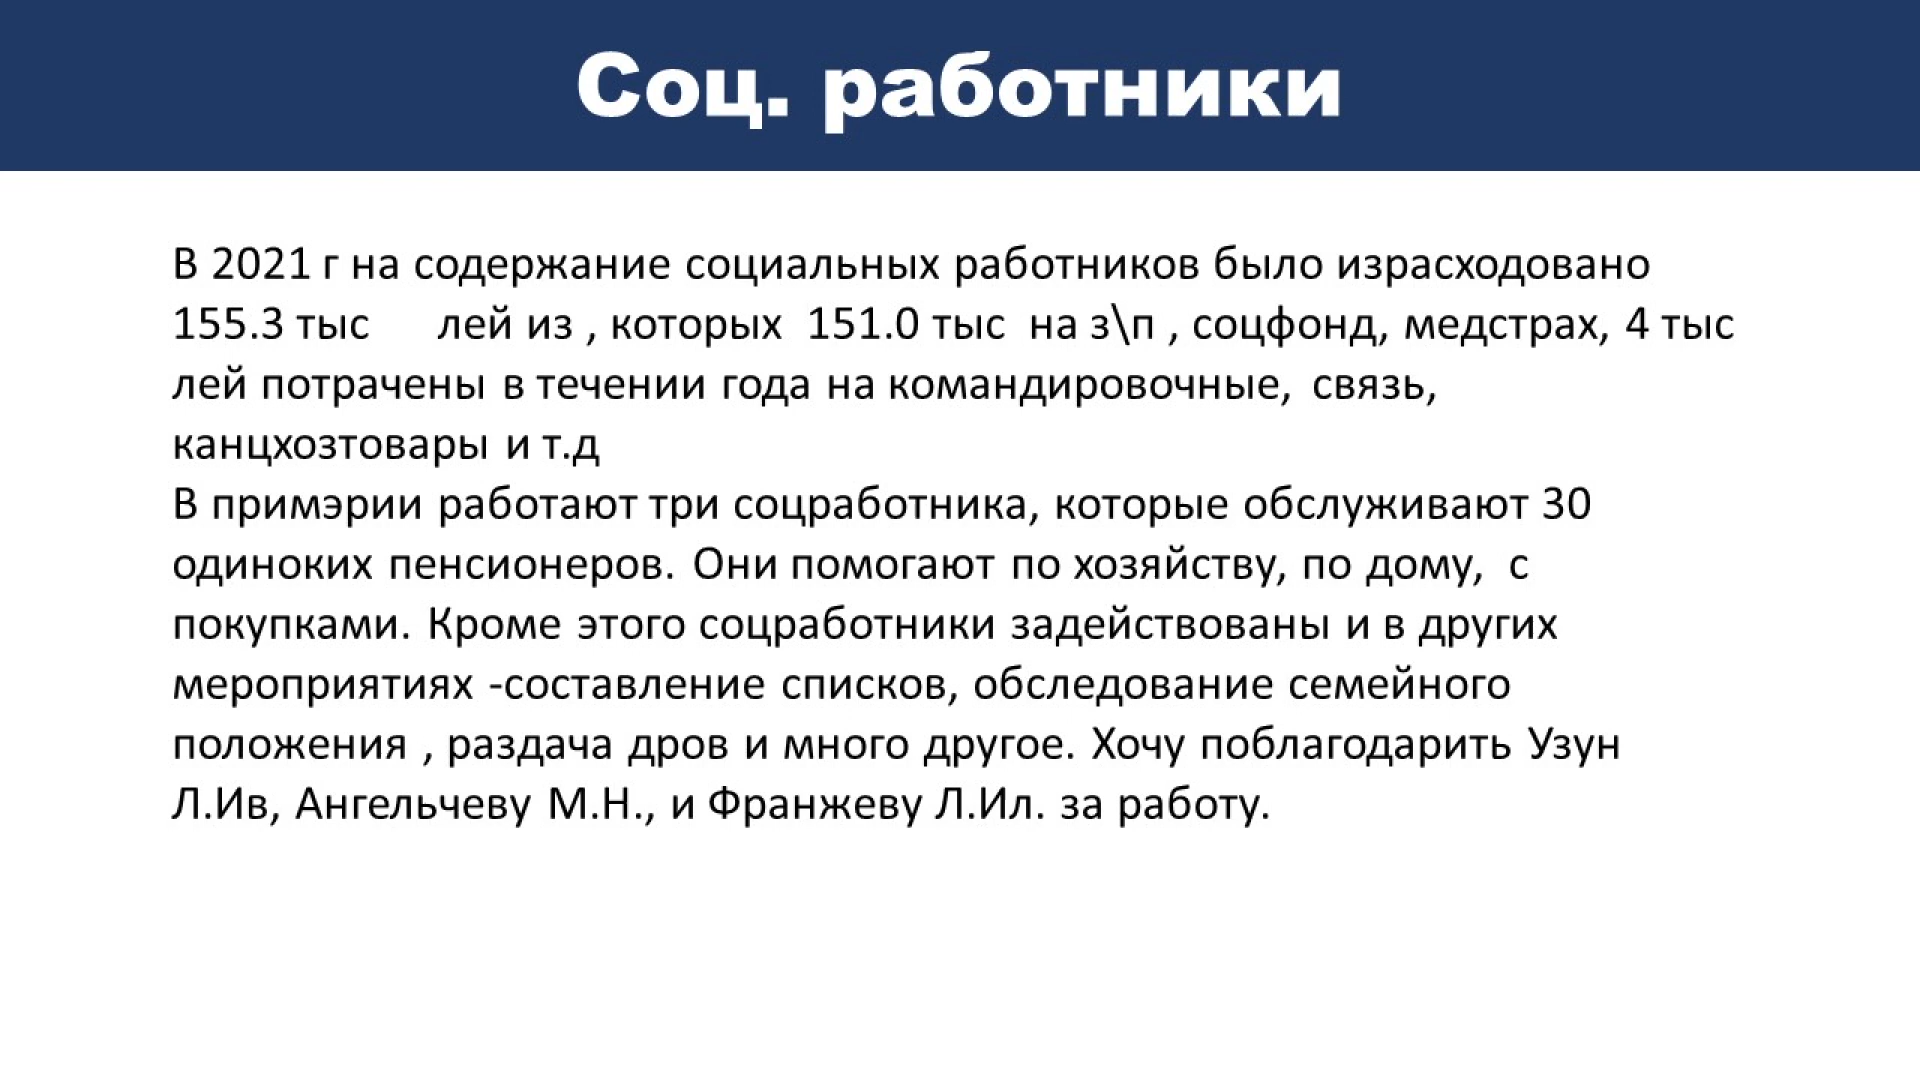 Соц. работники
В 2021 г на содержание социальных работников было израсходовано
155.3 тыс лей из , которых 151.0 тыс на з\п , соцфонд, медстрах, 4 тыс
лей потрачены в течении года на командировочные, связь,
канцхозтовары и т.д
В примэрии работают три соцработника, которые обслуживают 30
одиноких пенсионеров. Они помогают по хозяйству, по дому, с
покупками. Кроме этого соцработники задействованы и в других
мероприятиях -составление списков, обследование семейного
положения , раздача дров и много другое. Хочу поблагодарить Узун
Л.Ив, Ангельчеву М.Н., и Франжеву Л.Ил. за работу.